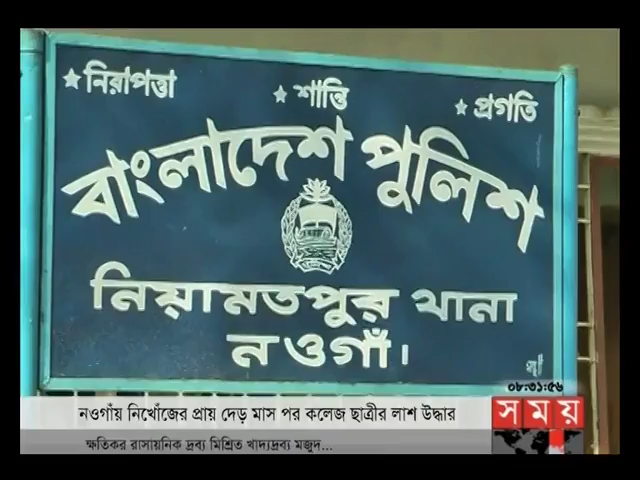 নিরাপত্তা শান্তি প্রগতি
বাংলাদেশ পুলিশ
নিয়ামতপুর থানা
নওগাঁ।
০৮:৩১:৫৬
নওগাঁয় নিখোঁজের প্রায় দেড় মাস পর কলেজ ছাত্রীর লাশ উদ্ধার
সময়
ক্ষতিকর রাসায়নিক দ্রব্য মিশ্রিত খাদ্যদ্রব্য মজুদ...